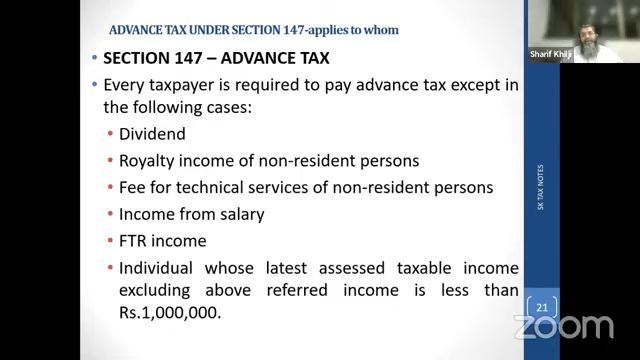 ADVANCE TAX UNDER SECTION 147-applies to whom
• SECTION 147 – ADVANCE TAX
• Every taxpayer is required to pay advance tax except in
the following cases:
• Dividend
• Royalty income of non-resident persons
• Fee for technical services of non-resident persons
• Income from salary
• FTR income
• Individual whose latest assessed taxable income
excluding above referred income is less than
Rs.1,000,000.
Sharif Khilji
SK TAX NOTES
21
zoom